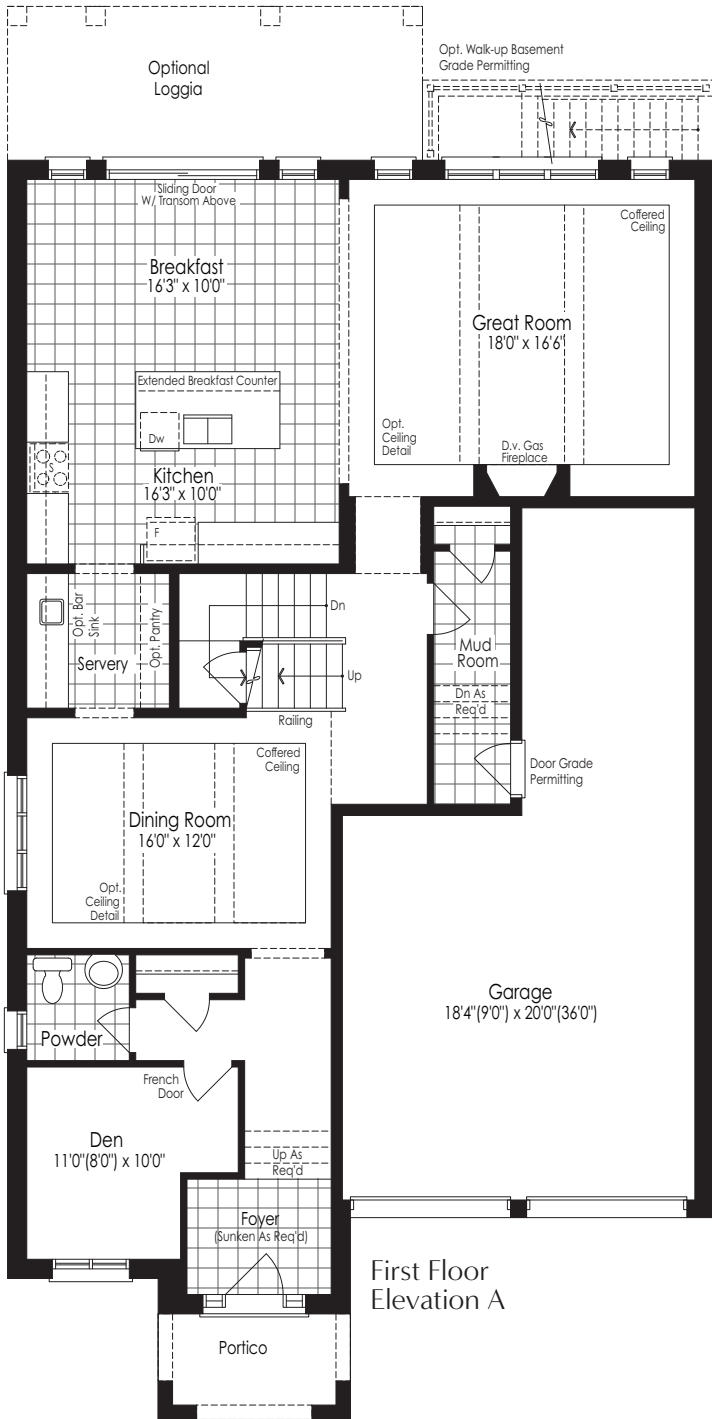 Optional
Loggia
Opt. Walk-up Basement
Grade Permitting
Sliding Door
W/ Transom Above
Breakfast
16'3" x 10'0"
Coffered
Ceiling
Great Room
18'0" x 16'6"
Extended Breakfast Counter
Dw
Opt.
Ceiling
Detail
D.v. Gas
Fireplace
S
Kitchen
16'3" x 10'0"
F
Opt. Bar
Sink
Servery
Opt. Pantry
Dn
Up
Railing
Mud
Room
Dn As
Req'd
Door Grade
Permitting
Coffered
Ceiling
Dining Room
16'0" x 12'0"
Opt.
Ceiling
Detail
Garage
18'4"(9'0") x 20'0"(36'0")
Powder
French
Door
Den
11'0"(8'0") x 10'0"
Up As
Req'd
Foyer
(Sunken As Req'd)
First Floor
Elevation A
Portico